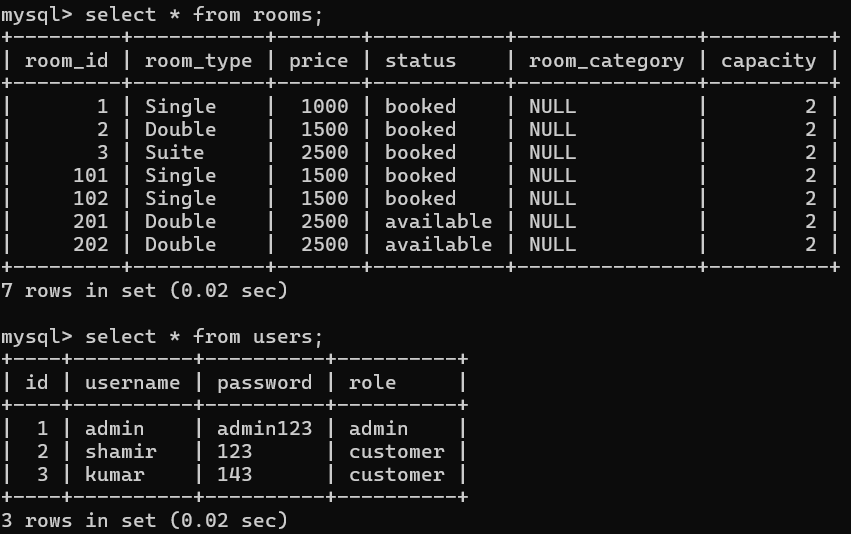 mysql> select * from rooms;
+---------+-----------+-------+-----------+---------------+----------+
| room_id | room_type | price | status    | room_category | capacity |
+---------+-----------+-------+-----------+---------------+----------+
|       1 | Single    |  1000 | booked    | NULL          |        2 |
|       2 | Double    |  1500 | booked    | NULL          |        2 |
|       3 | Suite     |  2500 | booked    | NULL          |        2 |
|     101 | Single    |  1500 | booked    | NULL          |        2 |
|     102 | Single    |  1500 | booked    | NULL          |        2 |
|     201 | Double    |  2500 | available | NULL          |        2 |
|     202 | Double    |  2500 | available | NULL          |        2 |
+---------+-----------+-------+-----------+---------------+----------+
7 rows in set (0.02 sec)
mysql> select * from users;
+----+----------+----------+----------+
| id | username | password | role     |
+----+----------+----------+----------+
|  1 | admin    | admin123 | admin    |
|  2 | shamir   | 123      | customer |
|  3 | kumar    | 143      | customer |
+----+----------+----------+----------+
3 rows in set (0.02 sec)